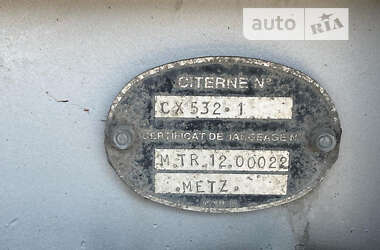 auto RIA
CITERNE N°
CX 532·1
CERTIFICAT DE JAUGEAGE N°
M.TR.12.00022
.METZ.